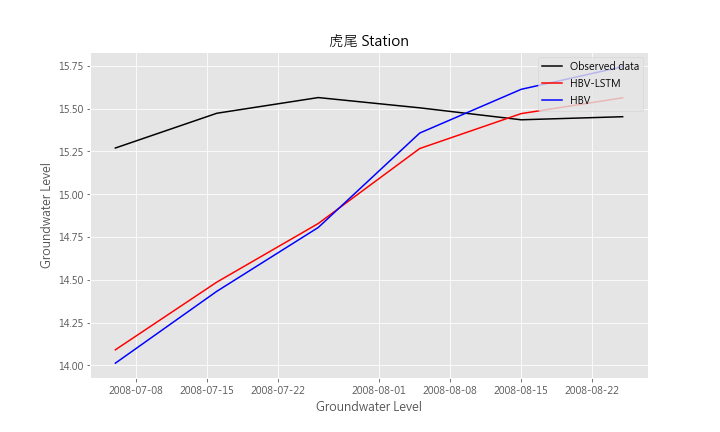 虎尾 Station
Observed data
HBV-LSTM
HBV
Groundwater Level
15.75
15.50
15.25
15.00
14.75
14.50
14.25
14.00
2008-07-08 2008-07-15 2008-07-22 2008-08-01 2008-08-08 2008-08-15 2008-08-22
Groundwater Level